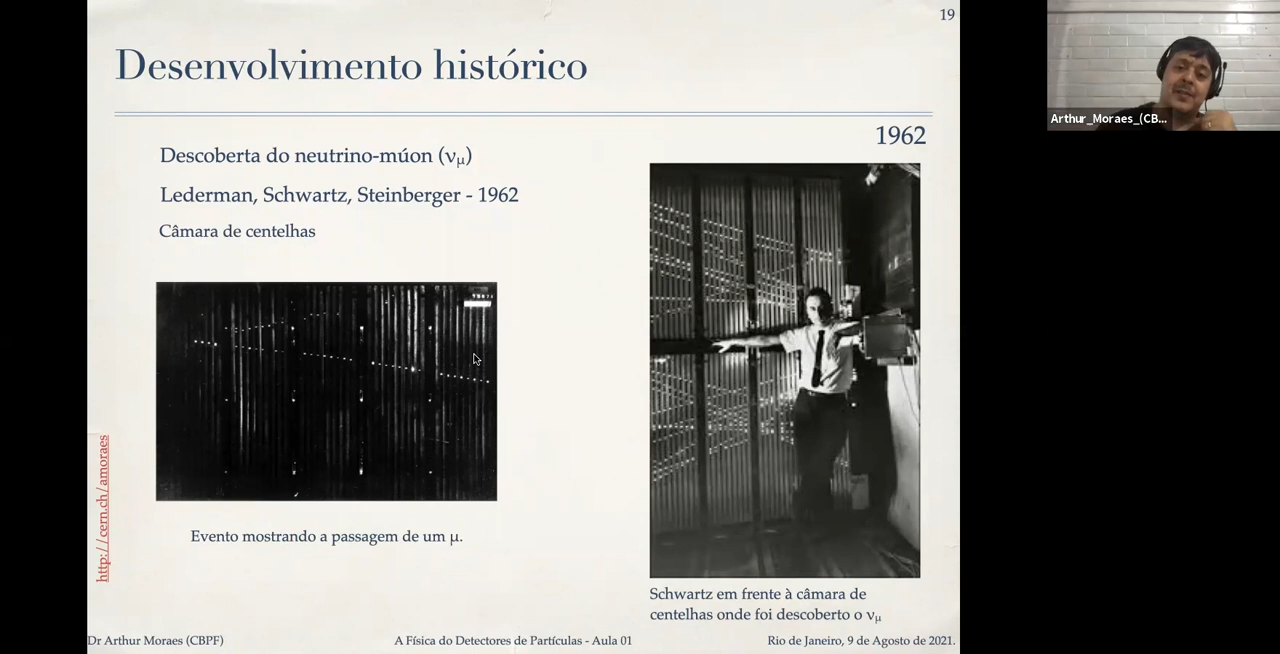 19
Desenvolvimento histórico
1962
Descoberta do neutrino-múon (νμ)
Lederman, Schwartz, Steinberger - 1962
Câmara de centelhas
http://cern.ch/amoraes
Evento mostrando a passagem de um μ.
Schwartz em frente à câmara de
centelhas onde foi descoberto o νμ
Dr Arthur Moraes (CBPF)
A Física do Detectores de Partículas - Aula 01
Rio de Janeiro, 9 de Agosto de 2021.
Arthur_Moraes_(CB...